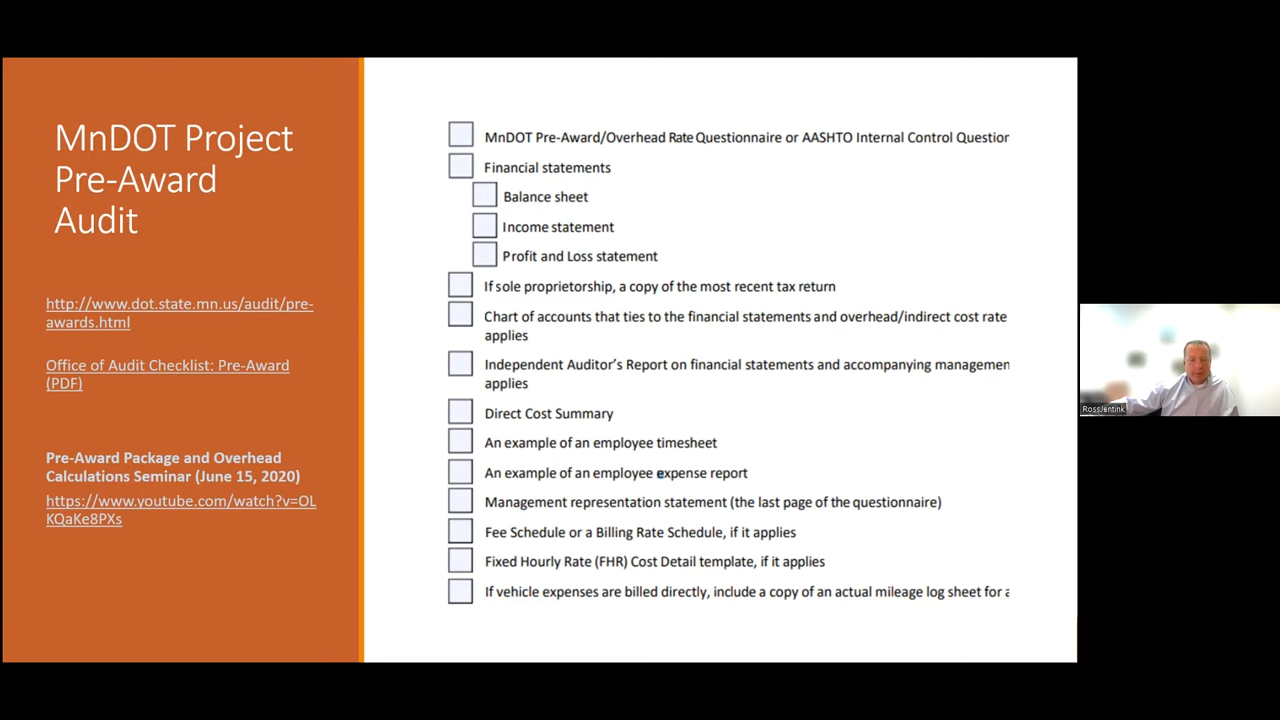 MnDOT Project
Pre-Award
Audit
http://www.dot.state.mn.us/audit/pre-
awards.html
Office of Audit Checklist: Pre-Award
(PDF)
Pre-Award Package and Overhead
Calculations Seminar (June 15, 2020)
https://www.youtube.com/watch?v=OL
KQaKe8PXs
MnDOT Pre-Award/Overhead Rate Questionnaire or AASHTO Internal Control Question
Financial statements
Balance sheet
Income statement
Profit and Loss statement
If sole proprietorship, a copy of the most recent tax return
Chart of accounts that ties to the financial statements and overhead/indirect cost rate
applies
Independent Auditor's Report on financial statements and accompanying managemen
applies
Direct Cost Summary
An example of an employee timesheet
An example of an employee expense report
Management representation statement (the last page of the questionnaire)
Fee Schedule or a Billing Rate Schedule, if it applies
Fixed Hourly Rate (FHR) Cost Detail template, if it applies
If vehicle expenses are billed directly, include a copy of an actual mileage log sheet for a
RossJentink